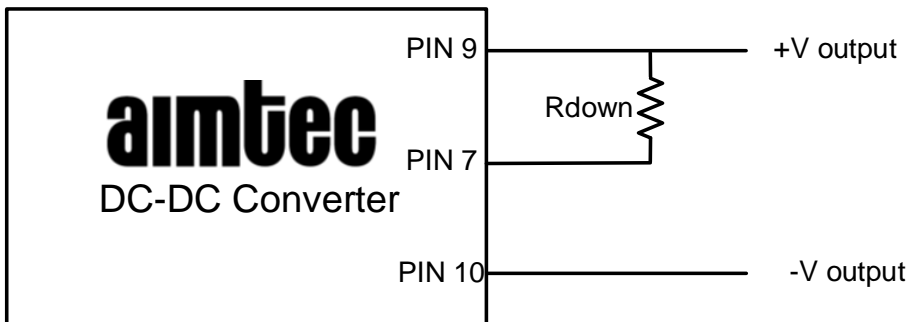 PIN 9
+V output
aimtec
Rdown
PIN 7
DC-DC Converter
PIN 10
-V output